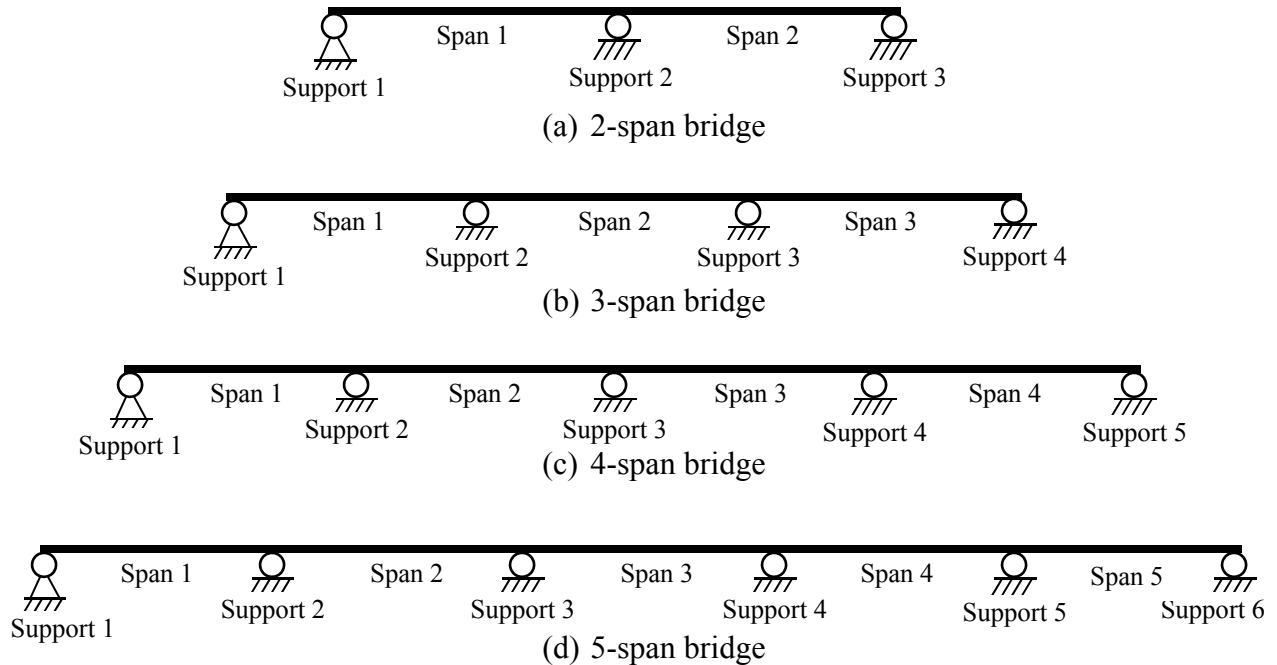 Span 1 Span 2
Support 1 Support 2 Support 3
(a) 2-span bridge
Span 1 Span 2 Span 3
Support 1 Support 2 Support 3 Support 4
(b) 3-span bridge
Span 1 Span 2 Span 3 Span 4
Support 1 Support 2 Support 3 Support 4 Support 5
(c) 4-span bridge
Span 1 Span 2 Span 3 Span 4 Span 5
Support 1 Support 2 Support 3 Support 4 Support 5 Support 6
(d) 5-span bridge